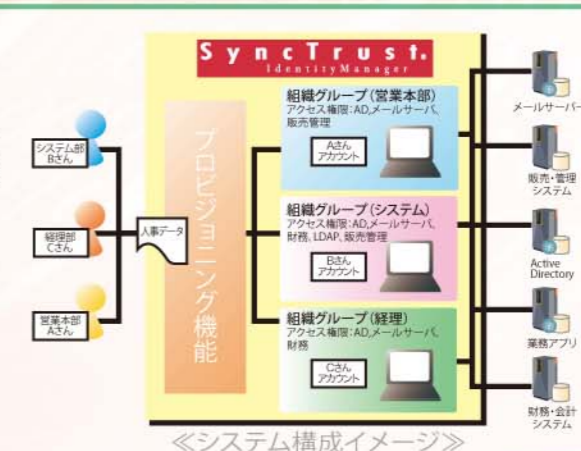 SyncTrust.
IdentityManager
システム部
Bさん
経理部
Cさん
営業本部
Aさん
人事データ
プロビジョニング機能
組織グループ（営業本部）
アクセス権限：AD,メールサーバ、
販売管理
Aさん
アカウント
組織グループ（システム）
アクセス権限：AD,メールサーバ、
財務、LDAP、販売管理
Bさん
アカウント
組織グループ（経理）
アクセス権限：AD,メールサーバ、
財務
Cさん
アカウント
メールサーバー
販売・管理
システム
Active
Directory
業務アプリ
財務・会計
システム
≪システム構成イメージ≫